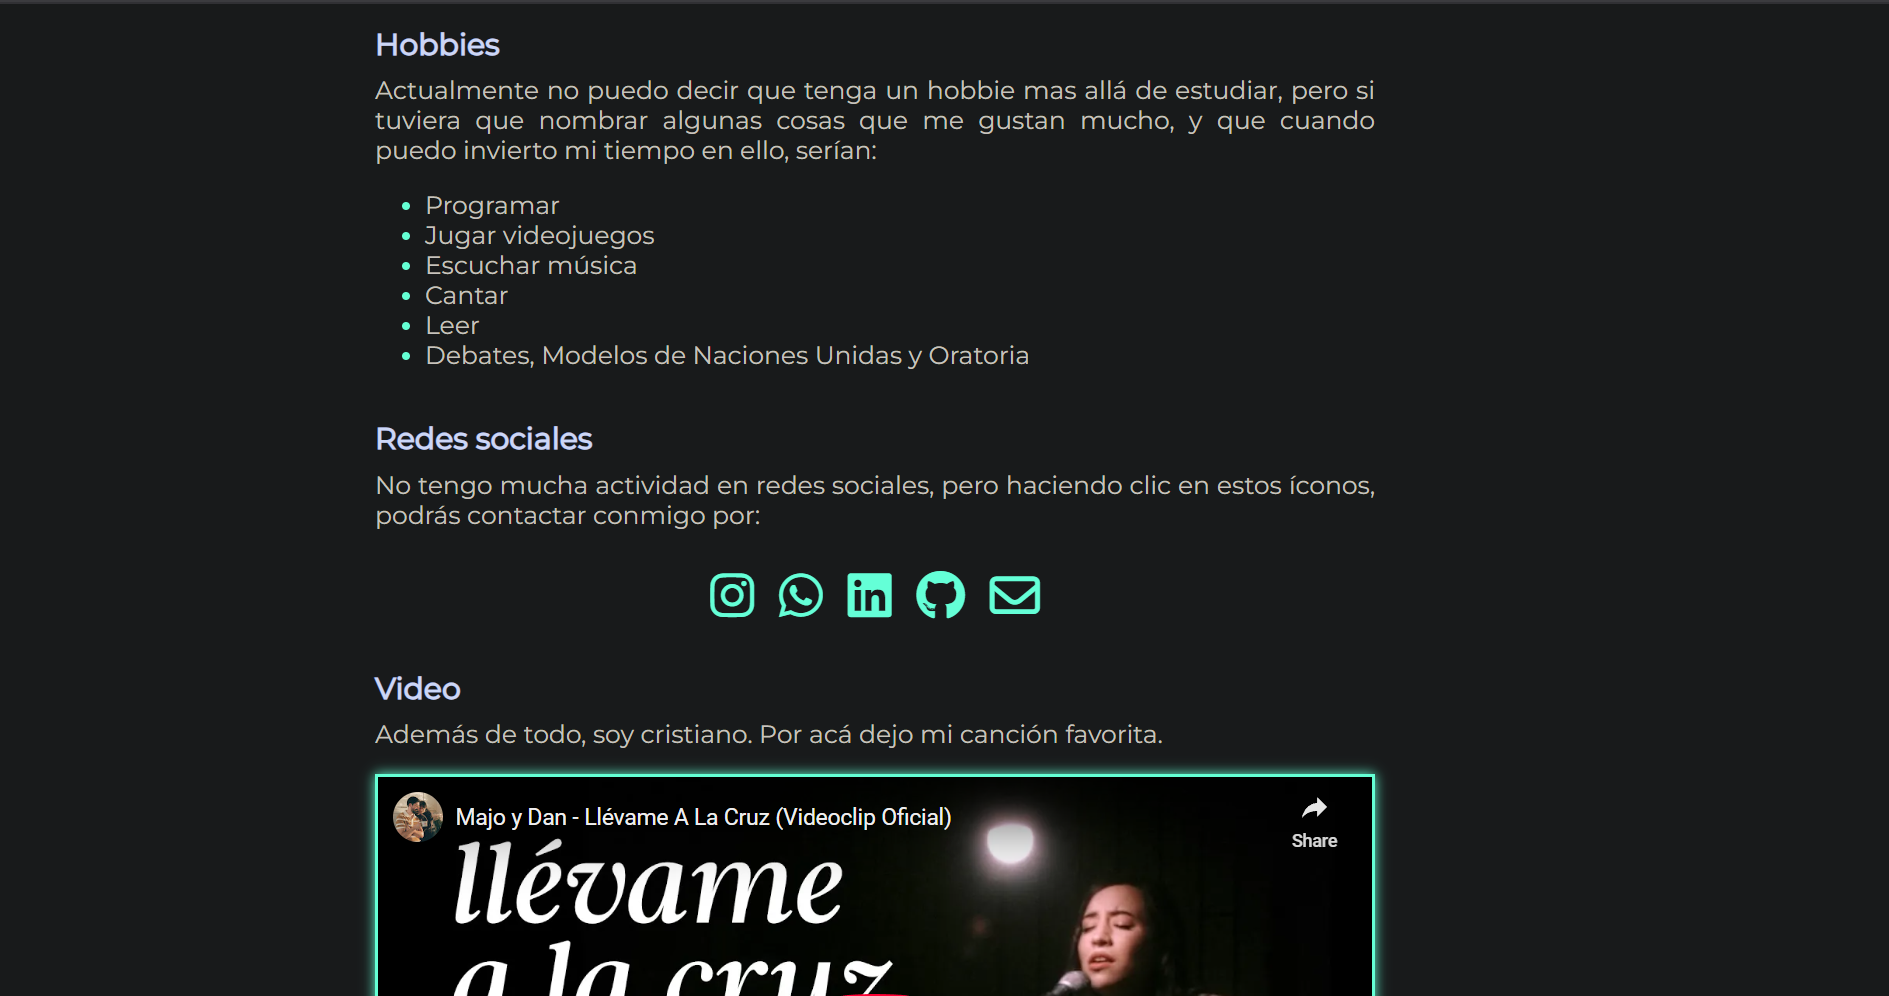 Hobbies
Actualmente no puedo decir que tenga un hobbie mas allá de estudiar, pero si
tuviera que nombrar algunas cosas que me gustan mucho, y que cuando
puedo invierto mi tiempo en ello, serían:
• Programar
• Jugar videojuegos
• Escuchar música
• Cantar
• Leer
• Debates, Modelos de Naciones Unidas y Oratoria
Redes sociales
No tengo mucha actividad en redes sociales, pero haciendo clic en estos íconos,
podrás contactar conmigo por:
in
Video
Además de todo, soy cristiano. Por acá dejo mi canción favorita.
Majo y Dan - Llévame A La Cruz (Videoclip Oficial)
Share
llévame
a la cruz